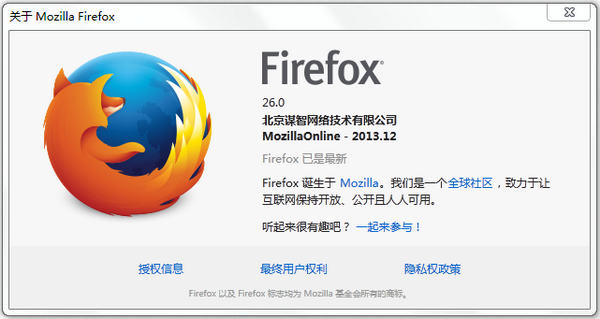 关于 Mozilla Firefox
Firefox®
26.0
北京谋智网络技术有限公司
MozillaOnline - 2013.12
Firefox 已是最新
Firefox 诞生于 Mozilla。我们是一个全球社区，致力于让
互联网保持开放、公开且人人可用。
听起来很有趣吧？ 一起来参与！
授权信息 最终用户权利 隐私权政策
Firefox 以及 Firefox 标志均为 Mozilla 基金会所有的商标。